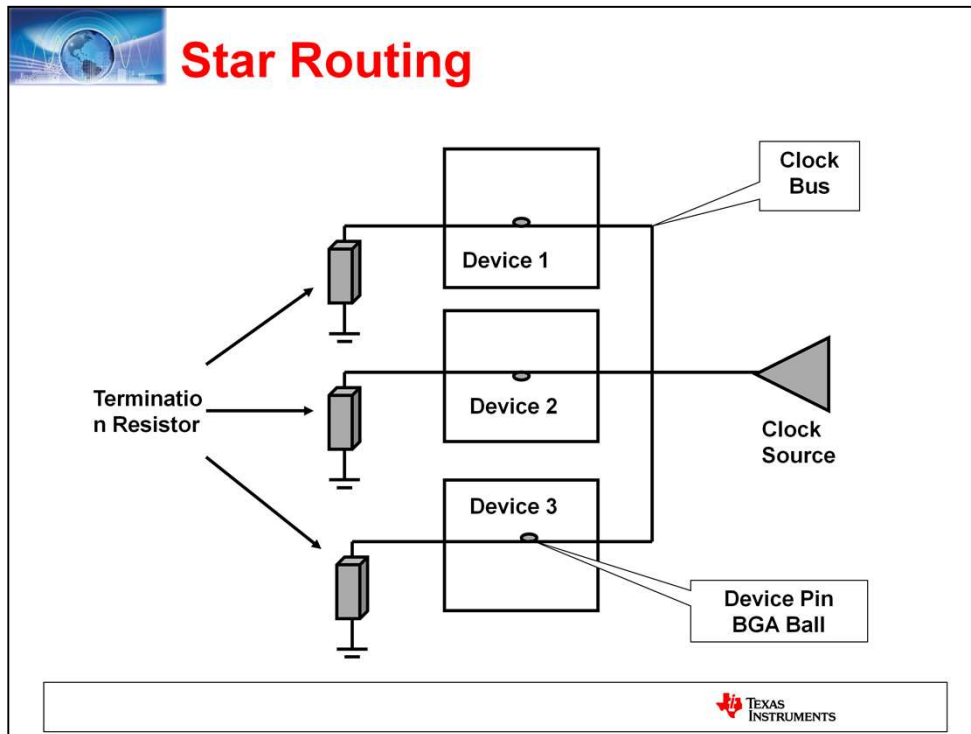 Star Routing
Clock
Bus
Device 1
Terminatio
n Resistor
Device 2
Clock
Source
Device 3
Device Pin
BGA Ball
TEXAS
INSTRUMENTS